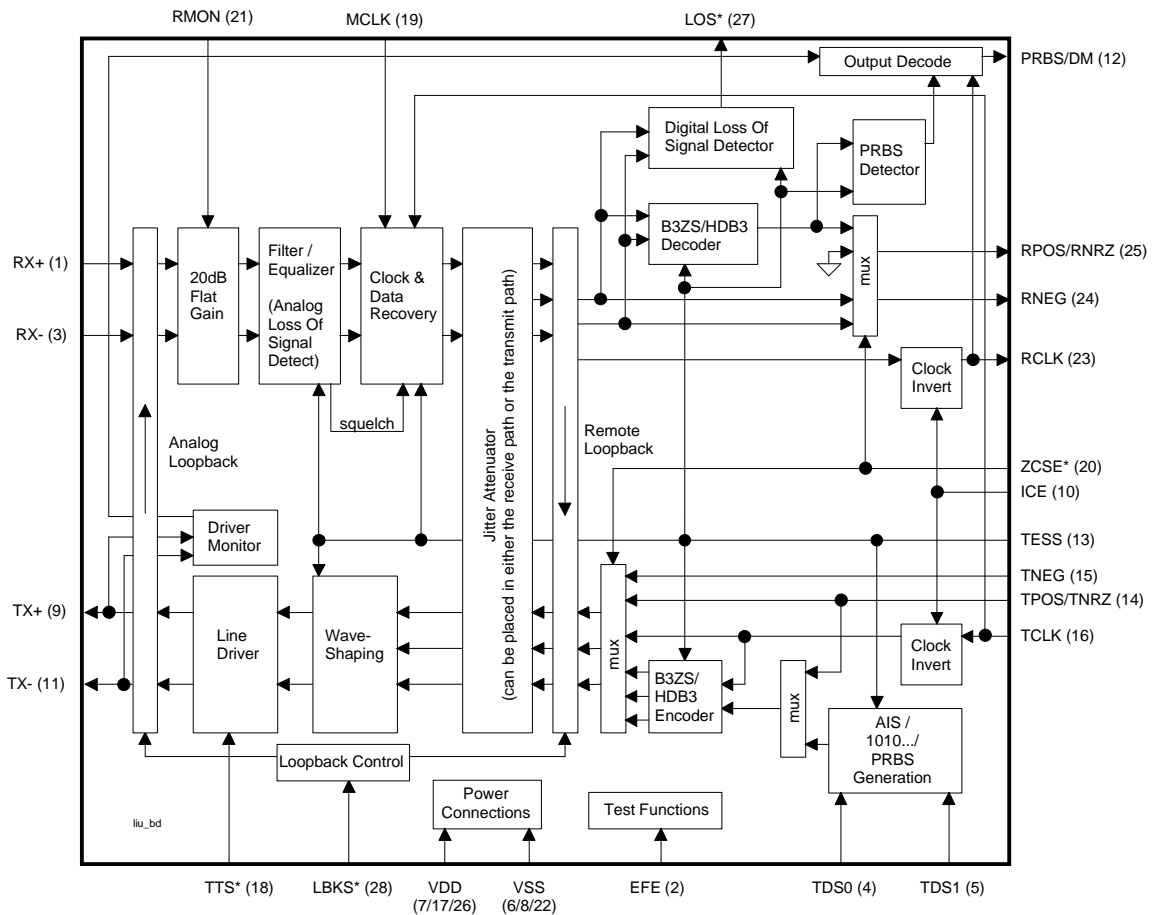 RMON (21)
MCLK (19)
LOS* (27)
Output Decode
PRBS/DM (12)
Digital Loss Of
Signal Detector
PRBS
Detector
B3ZS/HDB3
Decoder
mux
RX+ (1)
RX- (3)
20dB
Flat
Gain
Filter /
Equalizer
(Analog
Loss Of
Signal
Detect)
Clock &
Data
Recovery
squelch
RPOS/RNRZ (25)
RNEG (24)
RCLK (23)
Clock
Invert
Analog
Loopback
Jitter Attenuator
(can be placed in either the receive path or the transmit path)
Remote
Loopback
ZCSE* (20)
ICE (10)
TESS (13)
TNEG (15)
TPOS/TNRZ (14)
TCLK (16)
Driver
Monitor
TX+ (9)
TX- (11)
Line
Driver
Wave-
Shaping
mux
B3ZS/
HDB3
Encoder
mux
Clock
Invert
AIS /
1010.../
PRBS
Generation
Loopback Control
Power
Connections
Test Functions
liu_bd
TTS* (18)
LBKS* (28)
VDD
(7/17/26)
VSS
(6/8/22)
EFE (2)
TDS0 (4)
TDS1 (5)